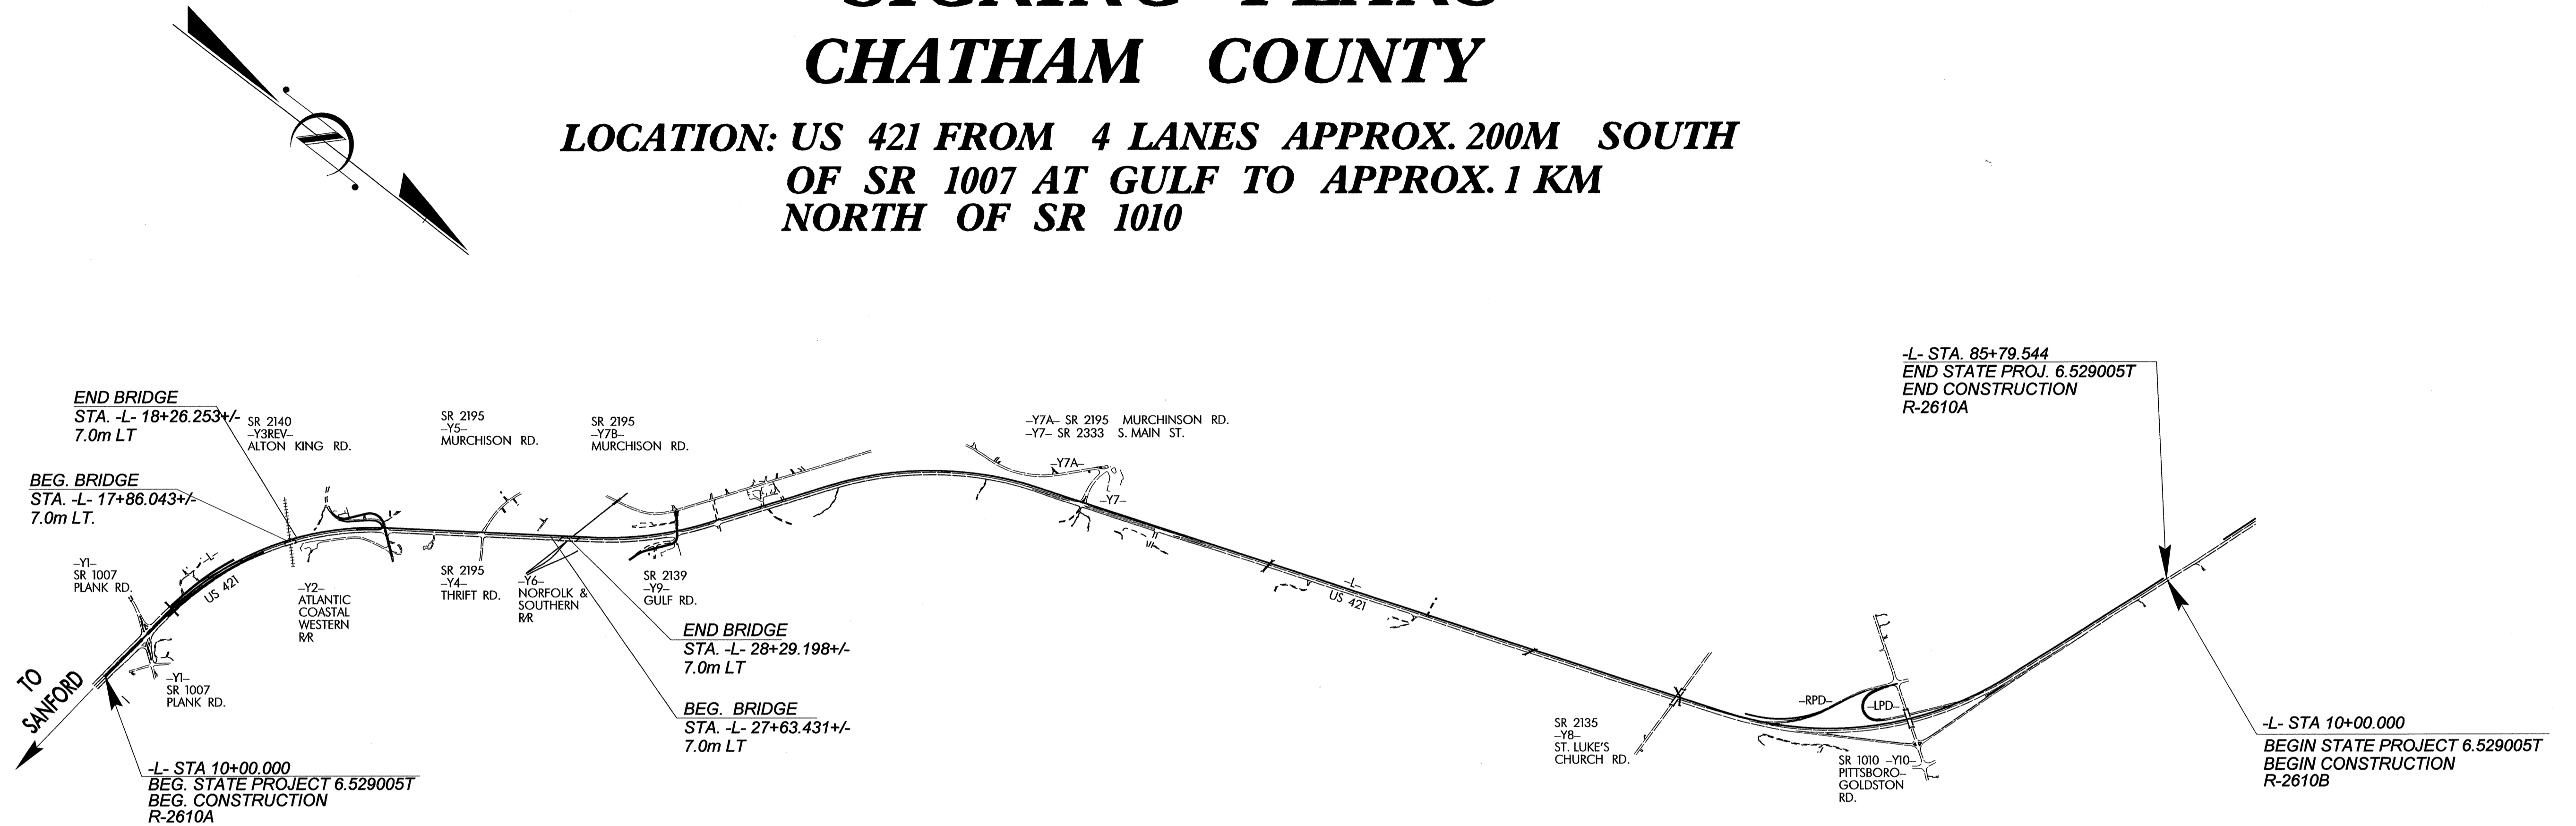 SIGNING PLANS
CHATHAM COUNTY
LOCATION: US 421 FROM 4 LANES APPROX. 200M SOUTH
OF SR 1007 AT GULF TO APPROX. 1 KM
NORTH OF SR 1010
-L- STA. 85+79.544
END STATE PROJ. 6.529005T
END CONSTRUCTION
R-2610A
END BRIDGE
STA. -L- 18+26.253+/-
7.0m LT
SR 2140
-Y3REV-
ALTON KING RD.
SR 2195
-Y5-
MURCHISON RD.
SR 2195
-Y7B-
MURCHISON RD.
-Y7A- SR 2195 MURCHINSON RD.
-Y7- SR 2333 S. MAIN ST.
-Y7A-
-Y7-
BEG. BRIDGE
STA. -L- 17+86.043+/-
7.0m LT.
-Y1-
SR 1007
PLANK RD.
-L-
US 421
-Y2-
ATLANTIC
COASTAL
WESTERN
R/R
SR 2195
-Y4-
THRIFT RD.
-Y6-
NORFOLK &
SOUTHERN
R/R
SR 2139
-Y9-
GULF RD.
-L-
US 421
END BRIDGE
STA. -L- 28+29.198+/-
7.0m LT
-Y1-
SR 1007
PLANK RD.
TO
SANFORD
BEG. BRIDGE
STA. -L- 27+63.431+/-
7.0m LT
-RPD-
-LPD-
SR 2135
-Y8-
ST. LUKE'S
CHURCH RD.
SR 1010 -Y10-
PITTSBORO-
GOLDSTON
RD.
-L- STA 10+00.000
BEGIN STATE PROJECT 6.529005T
BEGIN CONSTRUCTION
R-2610B
-L- STA 10+00.000
BEG. STATE PROJECT 6.529005T
BEG. CONSTRUCTION
R-2610A